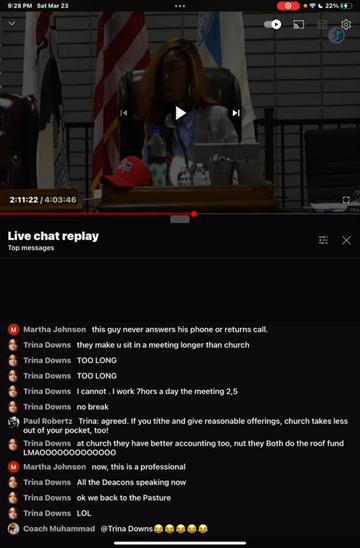 9:28 PM Sat Mar 23
22%
2:11:22 / 4:03:46
Live chat replay
Top messages
M Martha Johnson this guy never answers his phone or returns call.
Trina Downs they make u sit in a meeting longer than church
Trina Downs TOO LONG
Trina Downs TOO LONG
Trina Downs I cannot . I work 7hors a day the meeting 2,5
Trina Downs no break
Paul Robertz Trina: agreed. If you tithe and give reasonable offerings, church takes less
out of your pocket, too!
Trina Downs at church they have better accounting too, nut they Both do the roof fund
LMAOOOOOOOOOOOO
M Martha Johnson now, this is a professional
Trina Downs All the Deacons speaking now
Trina Downs ok we back to the Pasture
Trina Downs LOL
Coach Muhammad @Trina Downs😂😂😂😂😂